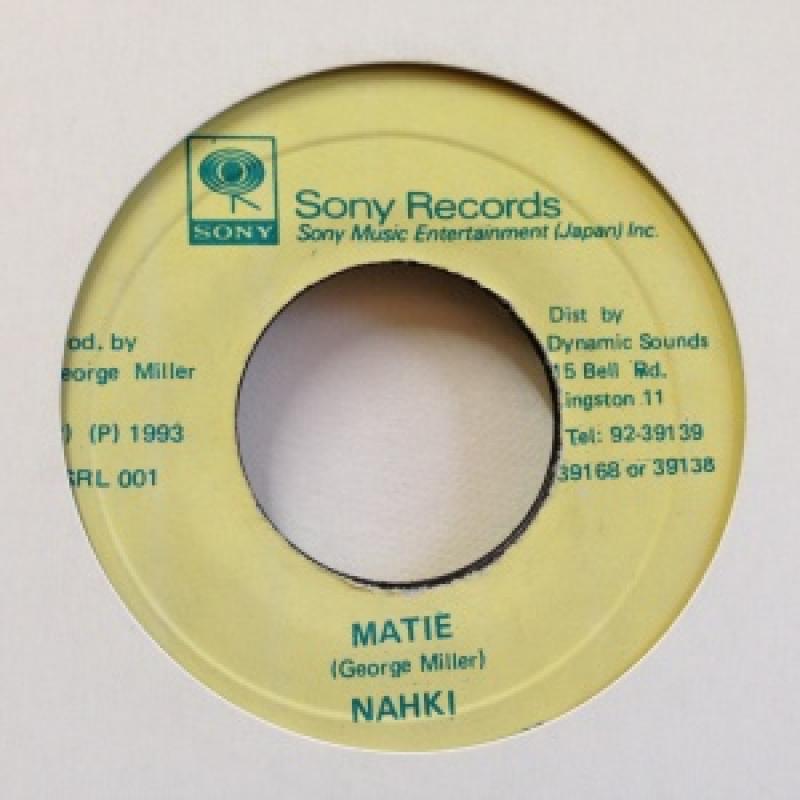 SONY
Sony Records
Sony Music Entertainment (Japan) Inc.
od. by
eorge Miller
) (P) 1993
RL 001
Dist by
Dynamic Sounds
15 Bell Rd.
ingston 11
Tel: 92-39139
39168 or 39138
MATIE
(George Miller)
NAHKI